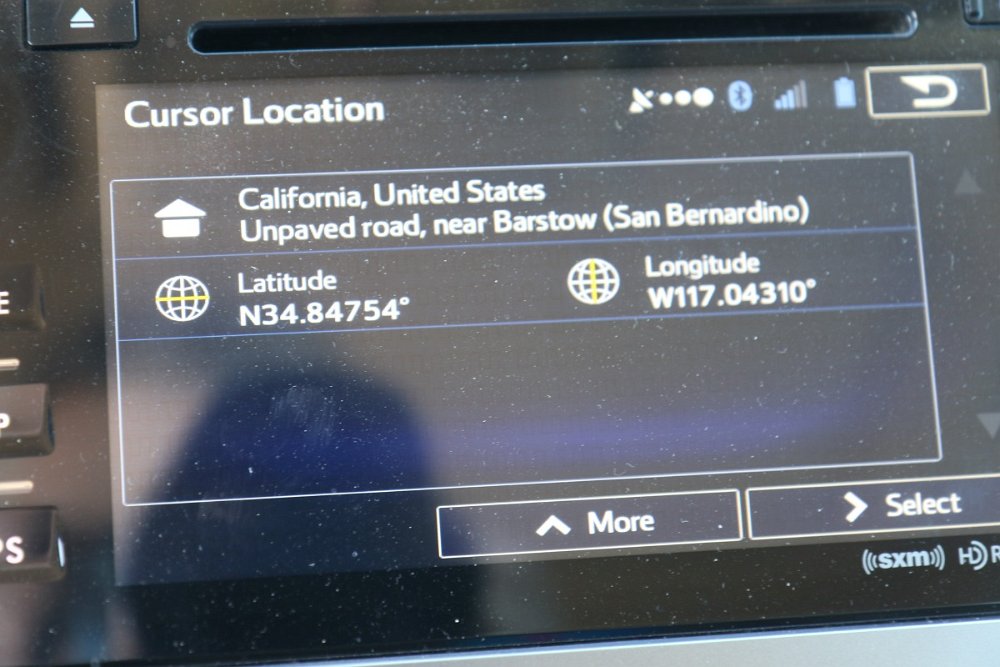 Cursor Location
California, United States
Unpaved road, near Barstow (San Bernardino)
Latitude
N34.84754°
Longitude
W117.04310°
More
Select
sxm
HD